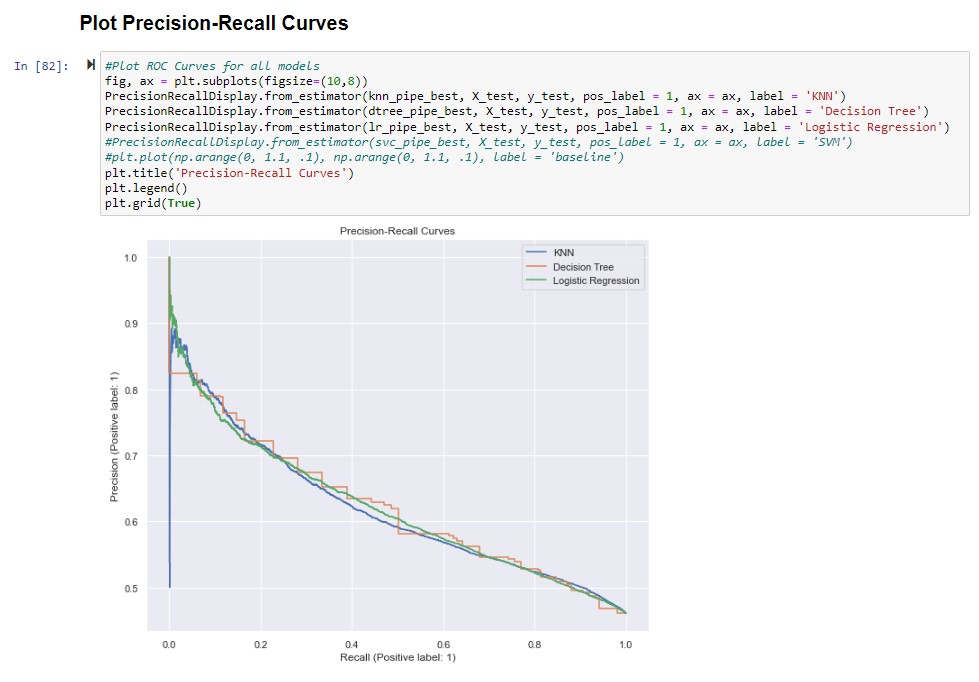 Plot Precision-Recall Curves
In [82]:
#Plot ROC Curves for all models
fig, ax = plt.subplots(figsize=(10,8))
PrecisionRecallDisplay.from_estimator(knn_pipe_best, X_test, y_test, pos_label = 1, ax = ax, label = 'KNN')
PrecisionRecallDisplay.from_estimator(dtree_pipe_best, X_test, y_test, pos_label = 1, ax = ax, label = 'Decision Tree')
PrecisionRecallDisplay.from_estimator(lr_pipe_best, X_test, y_test, pos_label = 1, ax = ax, label = 'Logistic Regression')
#PrecisionRecallDisplay.from_estimator(svc_pipe_best, X_test, y_test, pos_label = 1, ax = ax, label = 'SVM')
#plt.plot(np.arange(0, 1.1, .1), np.arange(0, 1.1, .1), label = 'baseline')
plt.title('Precision-Recall Curves')
plt.legend()
plt.grid(True)
Precision-Recall Curves
KNN
Decision Tree
Logistic Regression
1.0
0.9
0.8
0.7
0.6
0.5
Precision (Positive label: 1)
0.0 0.2 0.4 0.6 0.8 1.0
Recall (Positive label: 1)